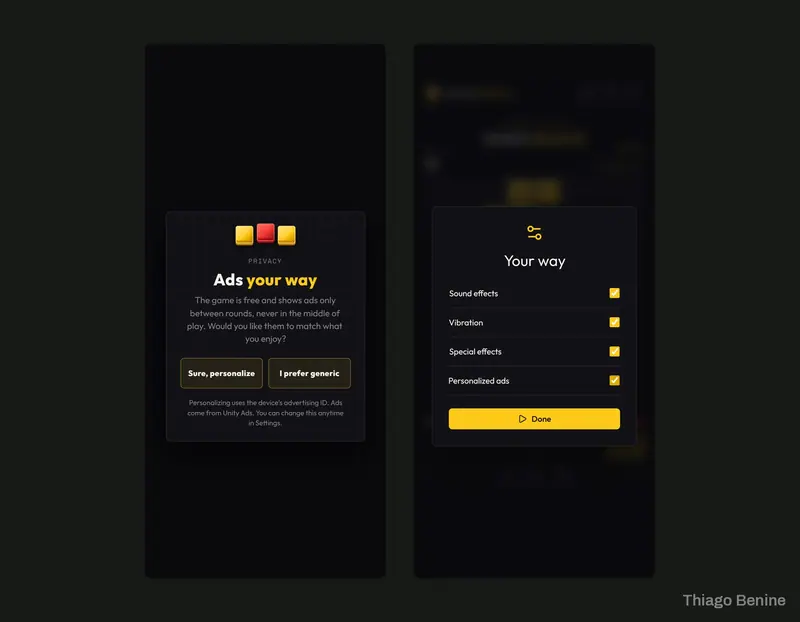 PRIVACY
Ads your way
The game is free and shows ads only
between rounds, never in the middle of
play. Would you like them to match what
you enjoy?
Sure, personalize
I prefer generic
Personalizing uses the device's advertising ID. Ads
come from Unity Ads. You can change this anytime
in Settings.
Your way
Sound effects
Vibration
Special effects
Personalized ads
Done
Thiago Benine